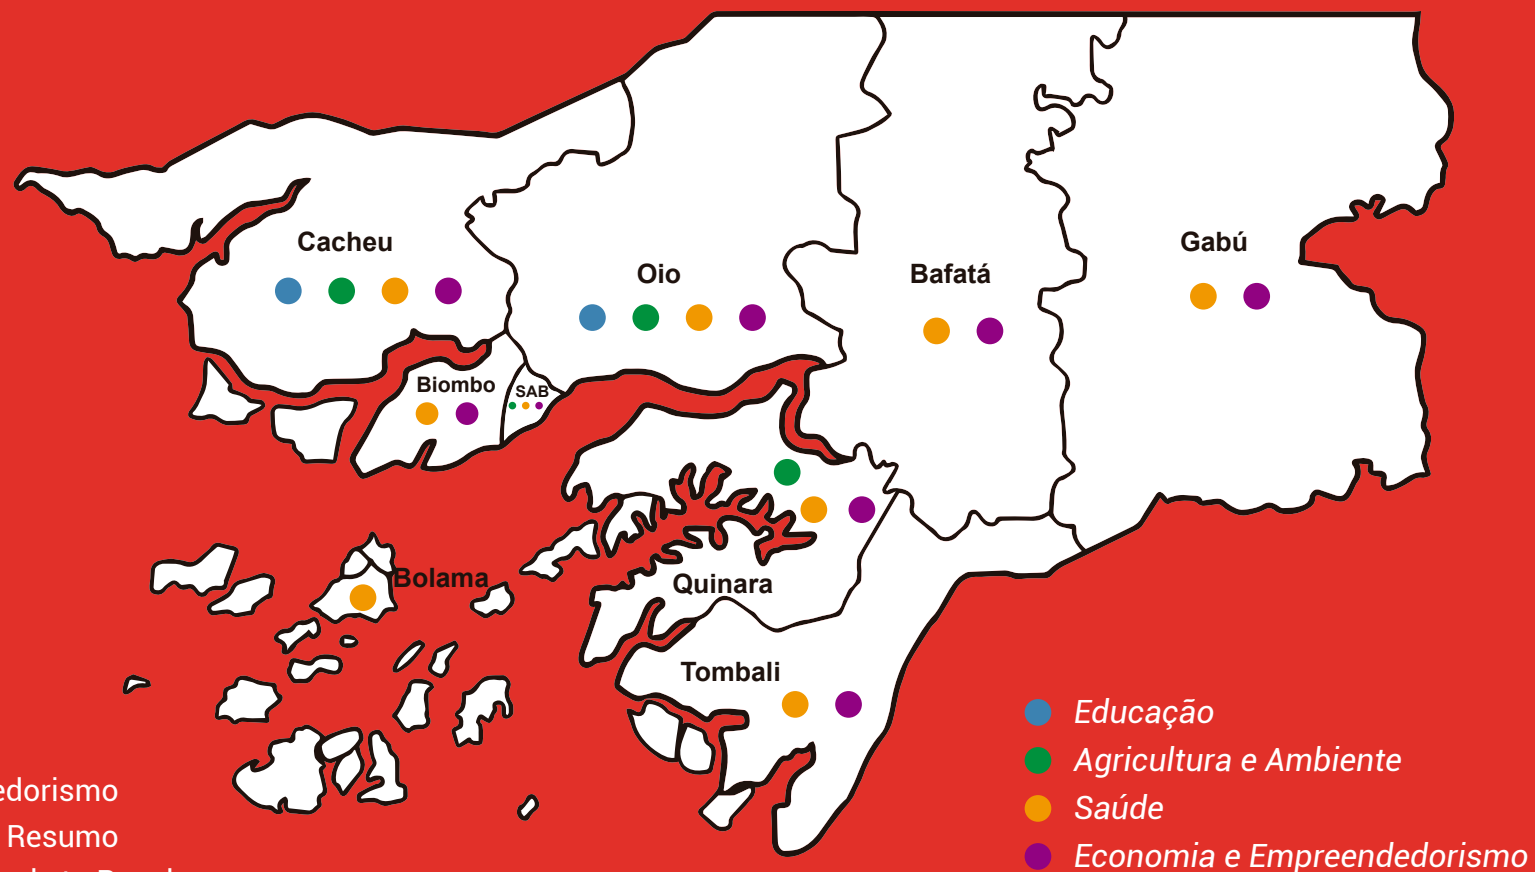 Cacheu
Oio
Bafatá
Gabú
Biombo
SAB
Bolama
Quinara
Tombali
Educação
Agricultura e Ambiente
Saúde
Economia e Empreendedorismo
edorismo
Resumo